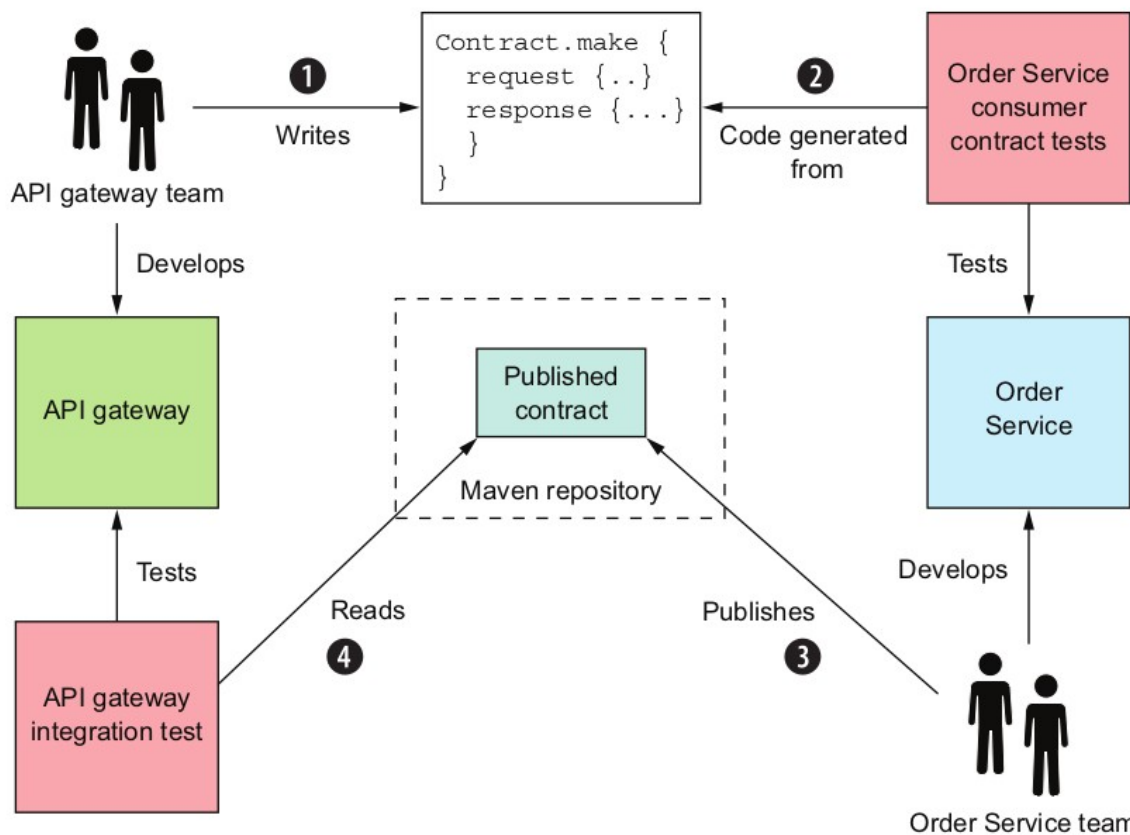 Contract.make {
request {..}
response {...}
}
}
1
Writes
2
Code generated
from
Order Service
consumer
contract tests
API gateway team
Develops
Tests
API gateway
Published
contract
Maven repository
Order
Service
Tests
Reads
4
Publishes
3
Develops
API gateway
integration test
Order Service team